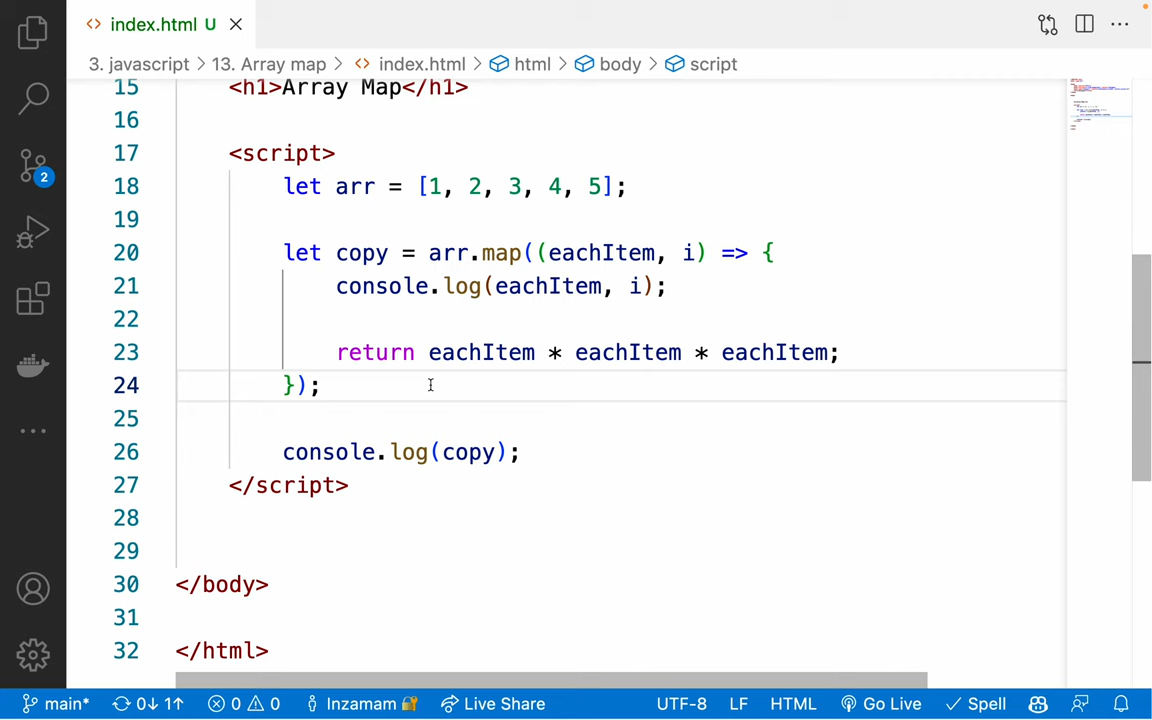 <> index.html U ×
3. javascript > 13. Array map > <> index.html > html > body > script
15 <h1>Array Map</h1>
16
17 <script>
18 let arr = [1, 2, 3, 4, 5];
19
20 let copy = arr.map((eachItem, i) => {
21 console.log(eachItem, i);
22
23 return eachItem * eachItem * eachItem;
24 });
25
26 console.log(copy);
27 </script>
28
29
30 </body>
31
32 </html>
2
main* 0↓ 1↑ 0 0 Inzamam Live Share UTF-8 LF HTML Go Live Spell